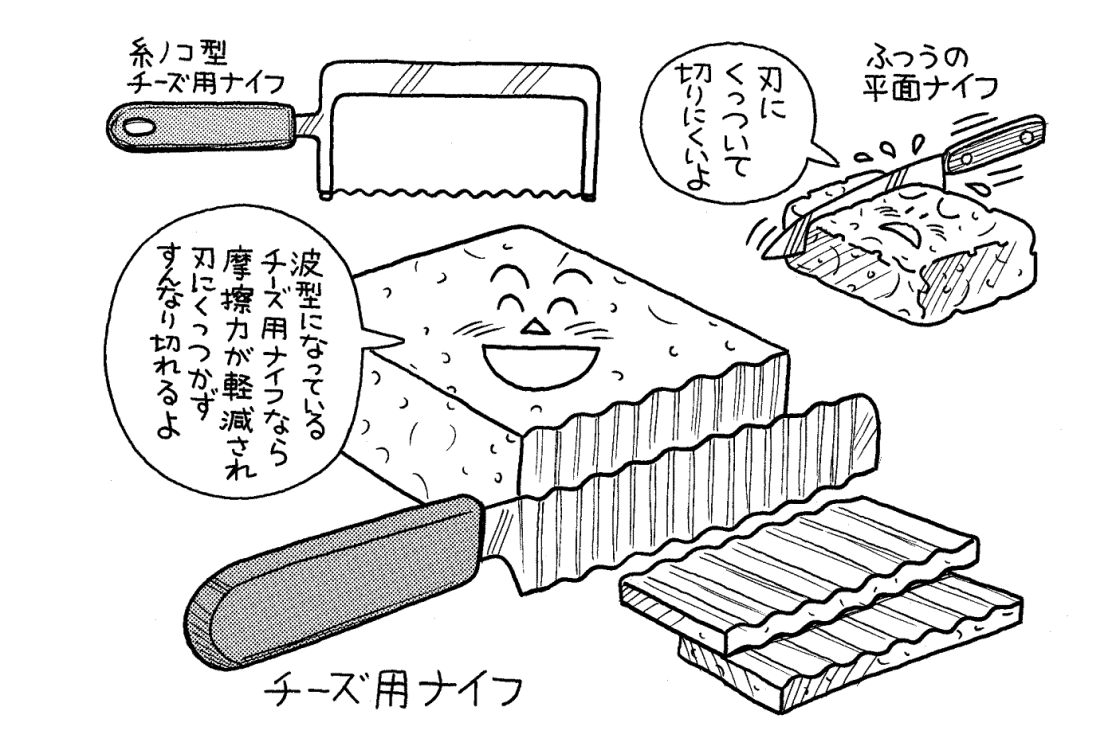 糸ノコ型
チーズ用ナイフ
ふつうの
平面ナイフ
刃に
くっついて
切りにくいよ
波型になっている
チーズ用ナイフなら
摩擦力が軽減され
刃にくっつかず
すんなり切れるよ
チーズ用ナイフ